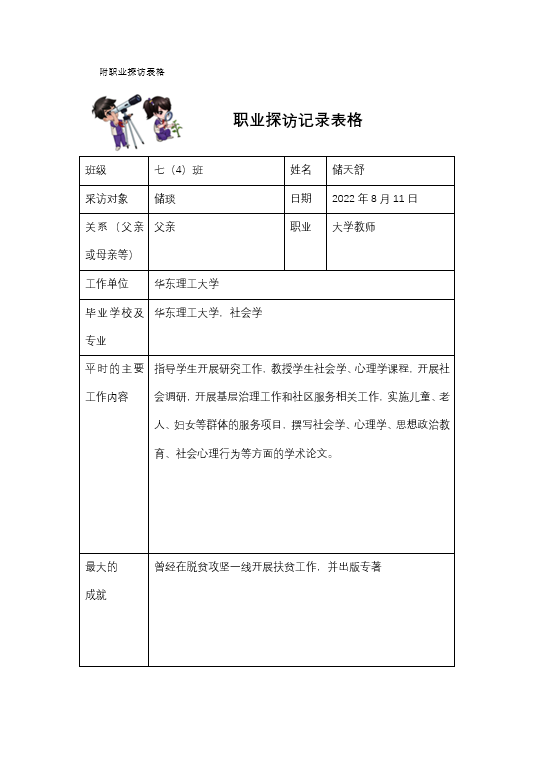 附职业探访表格
职业探访记录表格
班级 七（4）班 姓名 储天舒
采访对象 储琰 日期 2022年8月11日
关系（父亲 父亲 职业 大学教师
或母亲等）
工作单位 华东理工大学
毕业学校及 华东理工大学，社会学
专业
平时的主要 指导学生开展研究工作，教授学生社会学、心理学课程，开展社
工作内容 会调研，开展基层治理工作和社区服务相关工作，实施儿童、老
人、妇女等群体的服务项目，撰写社会学、心理学、思想政治教
育、社会心理行为等方面的学术论文。
最大的 曾经在脱贫攻坚一线开展扶贫工作，并出版专著
成就